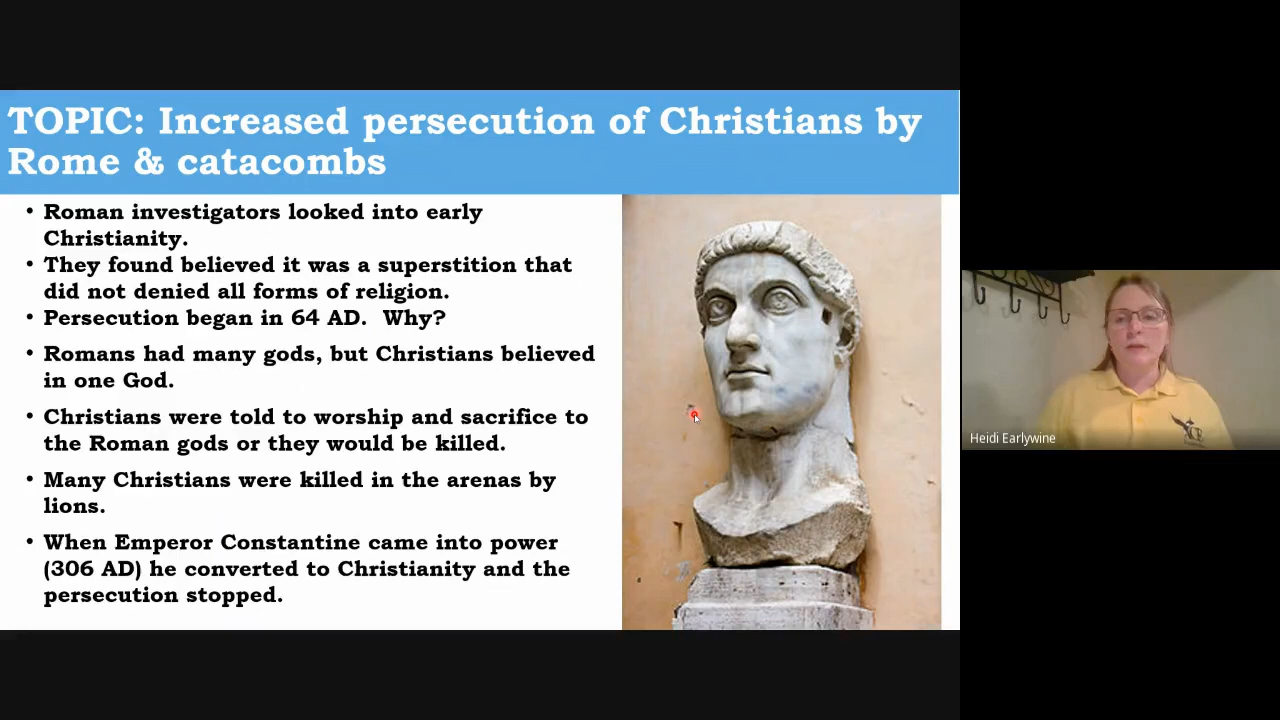 TOPIC: Increased persecution of Christians by
Rome & catacombs
• Roman investigators looked into early
Christianity.
• They found believed it was a superstition that
did not denied all forms of religion.
• Persecution began in 64 AD.  Why?
• Romans had many gods, but Christians believed
in one God.
• Christians were told to worship and sacrifice to
the Roman gods or they would be killed.
• Many Christians were killed in the arenas by
lions.
• When Emperor Constantine came into power
(306 AD) he converted to Christianity and the
persecution stopped.
Heidi Earlywine